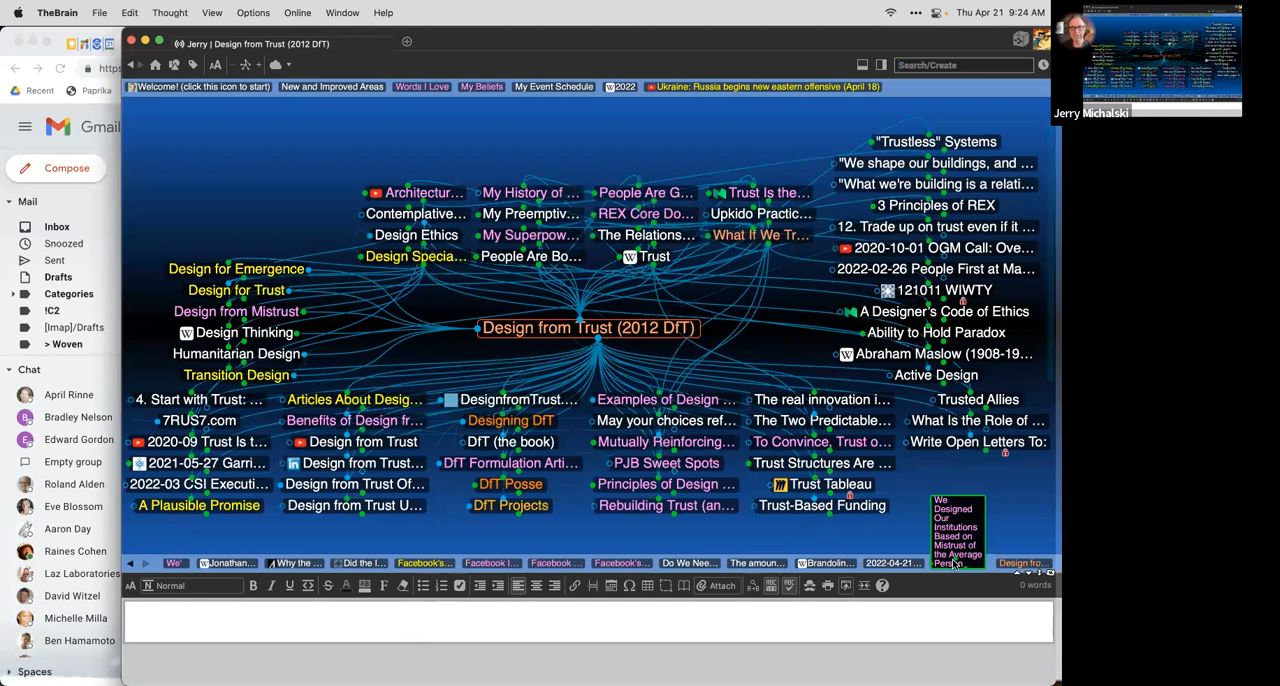 TheBrain File Edit Thought View Options Online Window Help
Thu Apr 21 9:24 AM
Jerry | Design from Trust (2012 DfT)
https
Search/Create
Recent
Paprika
Welcome! (click this icon to start)
New and Improved Areas
Words I Love
My Beliefs
My Event Schedule
2022
Ukraine: Russia begins new eastern offensive (April 18)
Jerry Michalski
Gmail
Compose
Mail
Inbox
Snoozed
Sent
Drafts
Categories
!C2
[Imap]/Drafts
> Woven
Chat
April Rinne
Bradley Nelson
Edward Gordon
Empty group
Roland Alden
Eve Blossom
Aaron Day
Raines Cohen
Laz Laboratories
David Witzel
Michelle Milla
Ben Hamamoto
Spaces
Architectur...
Contemplative...
Design Ethics
Design Specia...
My History of ...
My Preemptiv...
My Superpow...
People Are Bo...
People Are G...
REX Core Do...
The Relations...
Trust
Trust Is the...
Upkido Practic...
What If We Tr...
"Trustless" Systems
"We shape our buildings, and ...
"What we're building is a relati...
3 Principles of REX
12. Trade up on trust even if it ...
2020-10-01 OGM Call: Ove...
2022-02-26 People First at Ma...
121011 WIWTY
A Designer's Code of Ethics
Ability to Hold Paradox
Abraham Maslow (1908-19...
Active Design
Design for Emergence
Design for Trust
Design from Mistrust
Design Thinking
Humanitarian Design
Transition Design
Design from Trust (2012 DfT)
4. Start with Trust: ...
7RUS7.com
2020-09 Trust Is t...
2021-05-27 Garri...
2022-03 CSI Executi...
A Plausible Promise
Articles About Desig...
Benefits of Design fr...
Design from Trust
Design from Trust...
Design from Trust Of...
Design from Trust U...
DesignfromTrust....
Designing DfT
DfT (the book)
DfT Formulation Arti...
DfT Posse
DfT Projects
Examples of Design ...
May your choices ref...
Mutually Reinforcing...
PJB Sweet Spots
Principles of Design ...
Rebuilding Trust (an...
The real innovation i...
The Two Predictable...
To Convince, Trust o...
Trust Structures Are ...
Trust Tableau
Trust-Based Funding
Trusted Allies
What Is the Role of ...
Write Open Letters To:
We
Designed
Our
Institutions
Based on
Mistrust of
the Average
Person
We'
Jonathan...
Why the ...
Did the I...
Facebook's...
Facebook I...
Facebook ...
Facebook's...
Do We Nee...
The amoun...
Brandolin...
2022-04-21...
Design fro...
Normal
Attach
0 words